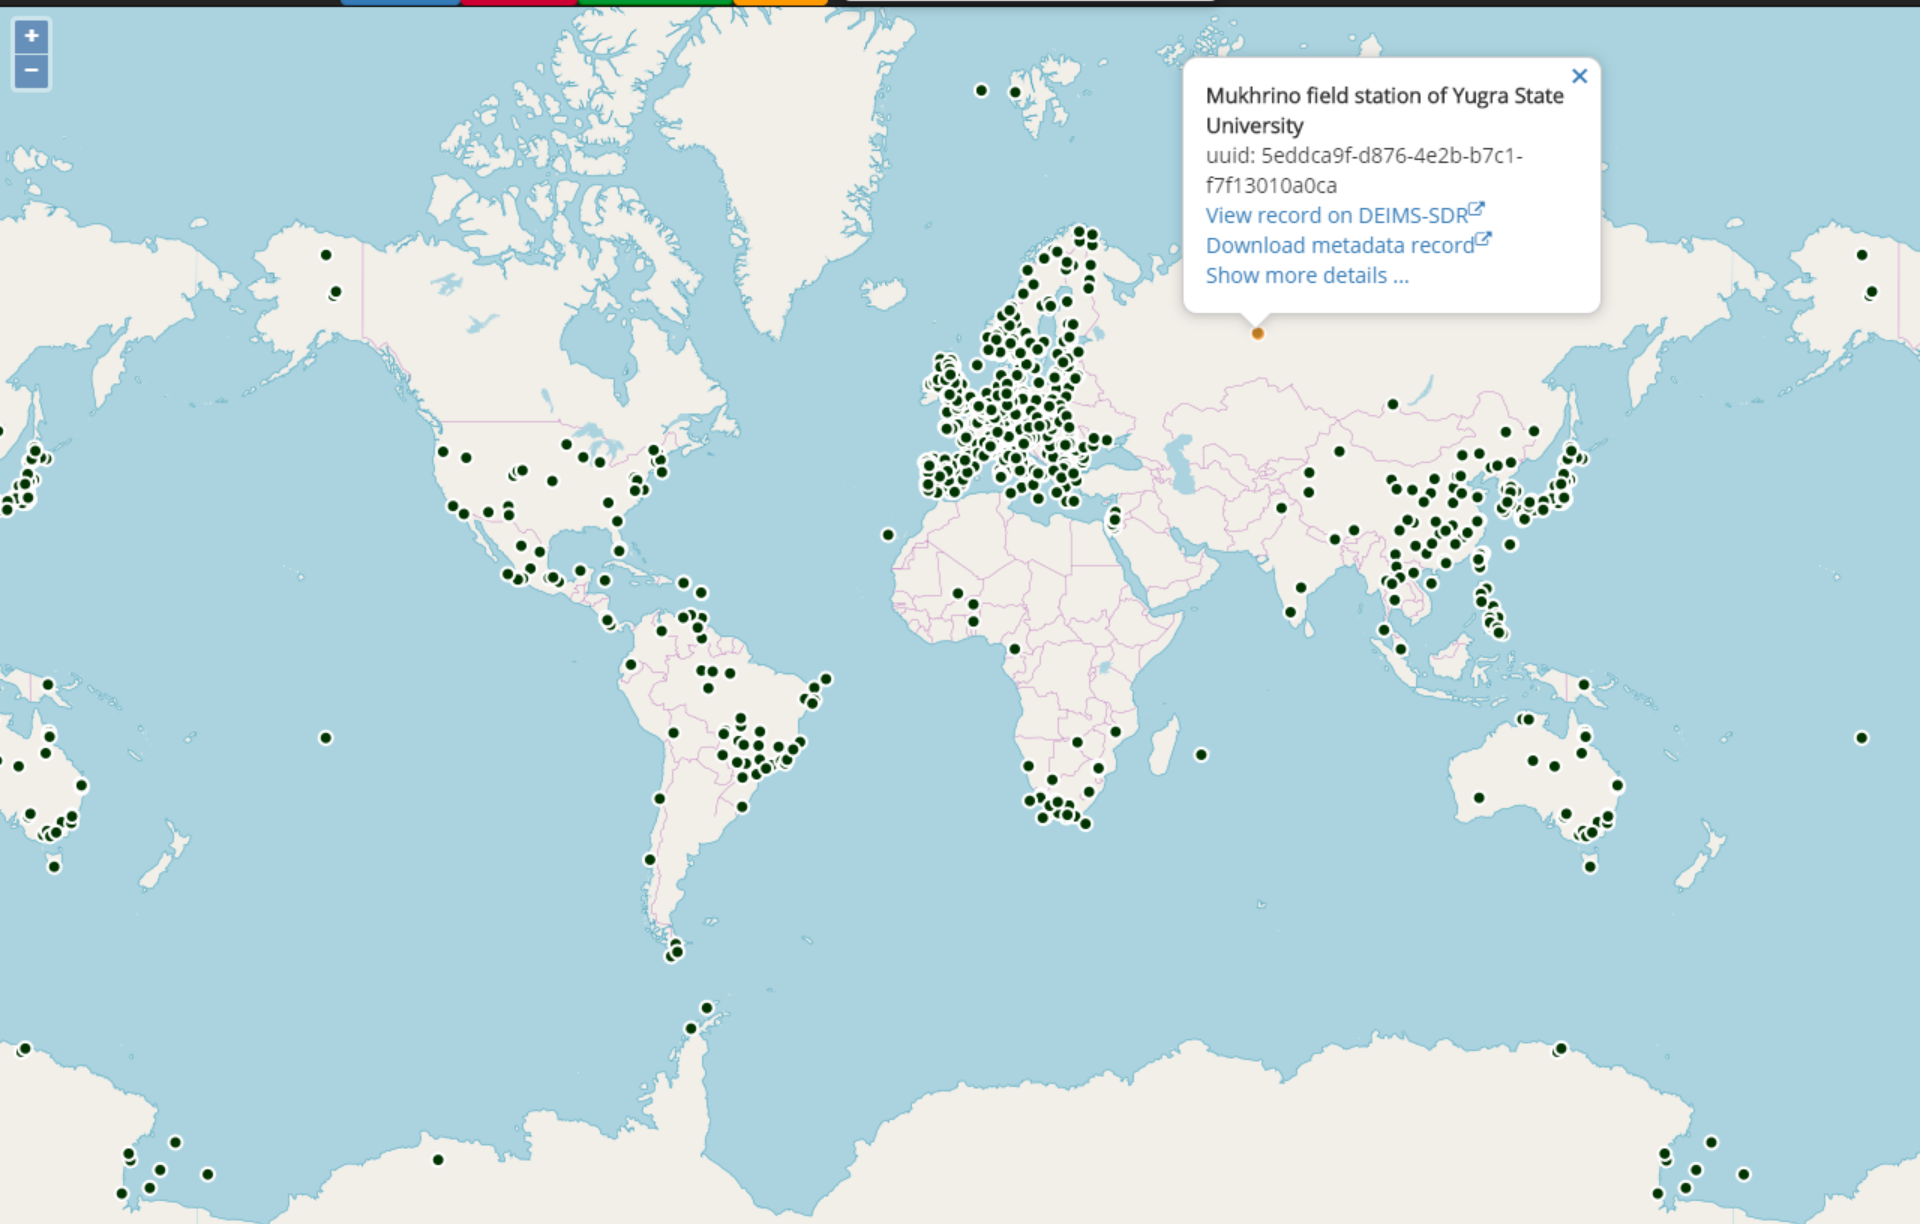 +
−
×
Mukhrino field station of Yugra State
University
uuid: 5eddca9f-d876-4e2b-b7c1-
f7f13010a0ca
View record on DEIMS-SDR
Download metadata record
Show more details ...